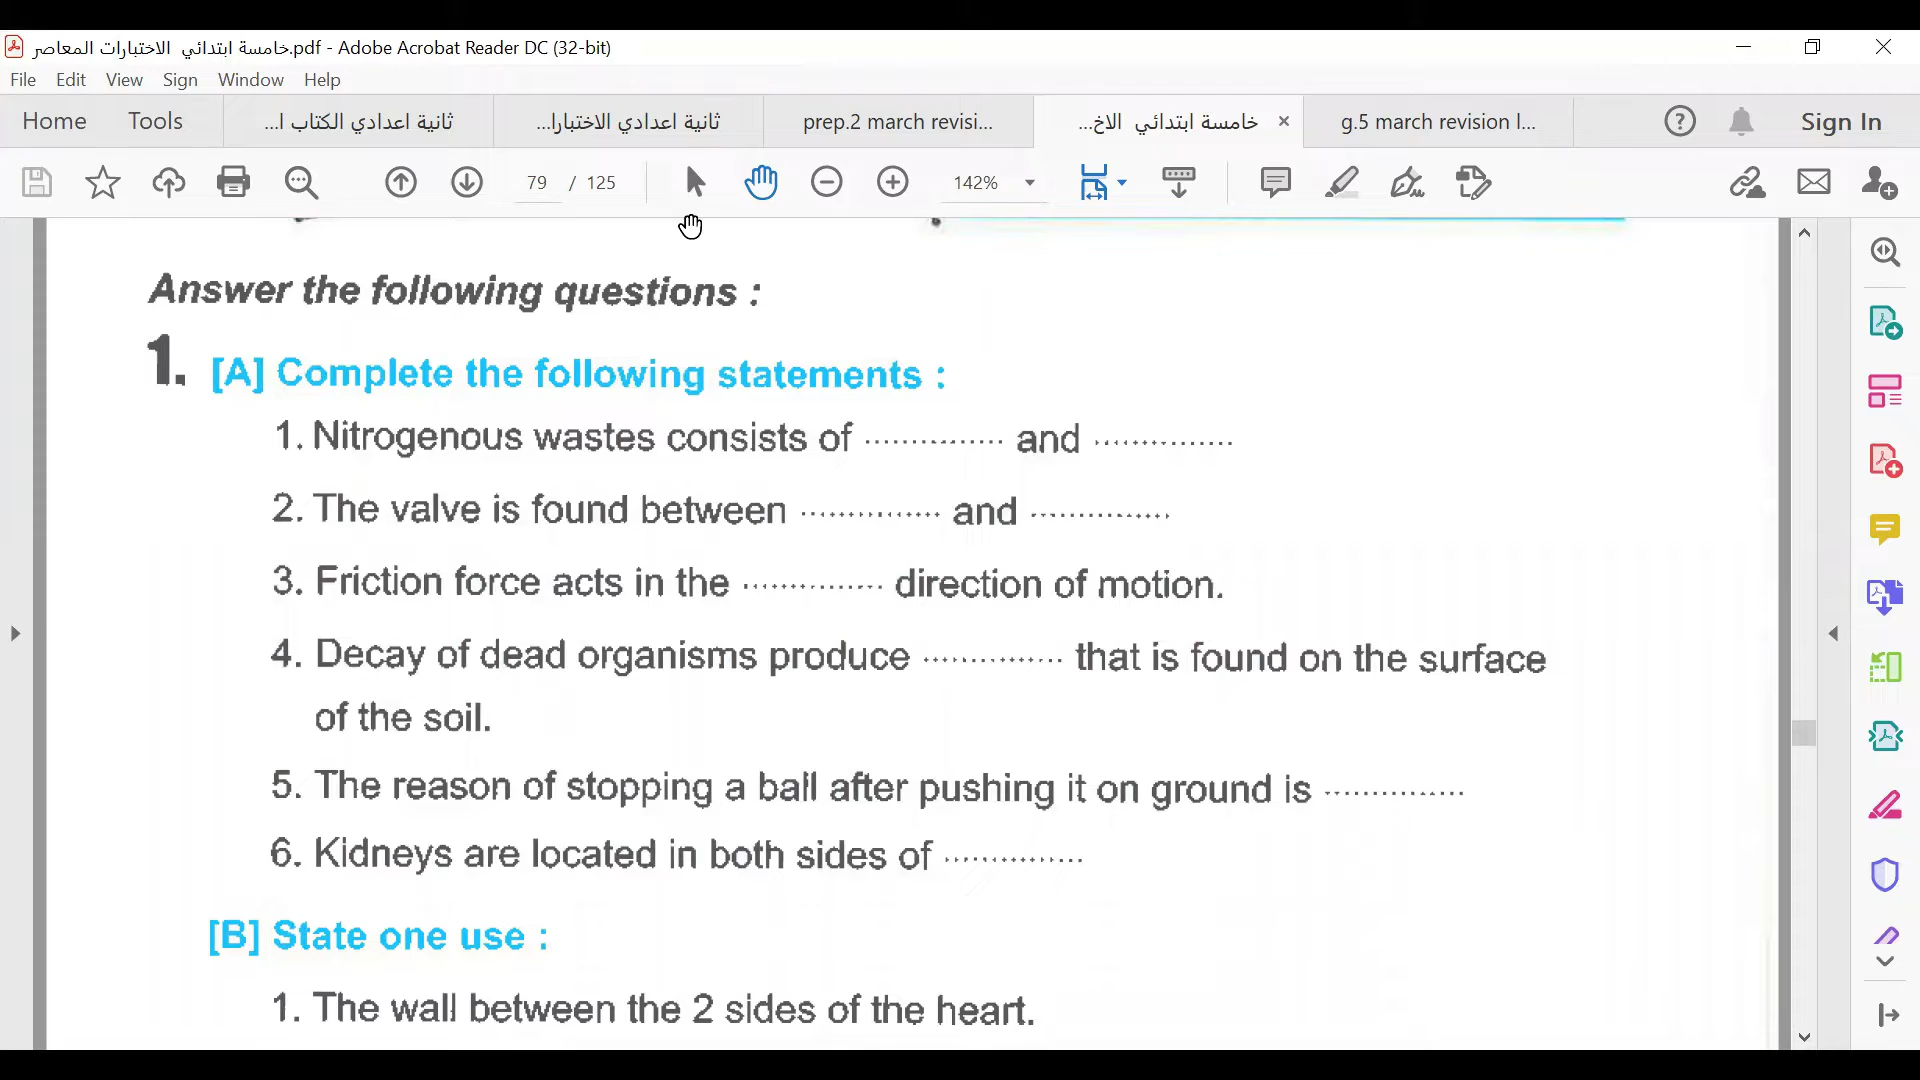 خامسة ابتدائي الاختبارات المعاصر.pdf - Adobe Acrobat Reader DC (32-bit)
File Edit View Sign Window Help
Home Tools ثانية اعدادي الكتاب ا... ثانية اعدادي الاختبارا... prep.2 march revisi... خامسة ابتدائي الاخ... × g.5 march revision l... Sign In
79 / 125 142%
Answer the following questions :
1. [A] Complete the following statements :
1. Nitrogenous wastes consists of .............. and ..............
2. The valve is found between .............. and ..............
3. Friction force acts in the .............. direction of motion.
4. Decay of dead organisms produce .............. that is found on the surface
of the soil.
5. The reason of stopping a ball after pushing it on ground is ..............
6. Kidneys are located in both sides of ..............
[B] State one use :
1. The wall between the 2 sides of the heart.